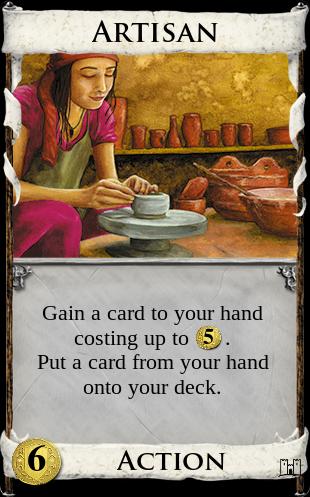 ARTISAN
Gain a card to your hand
costing up to 5.
Put a card from your hand
onto your deck.
6 ACTION